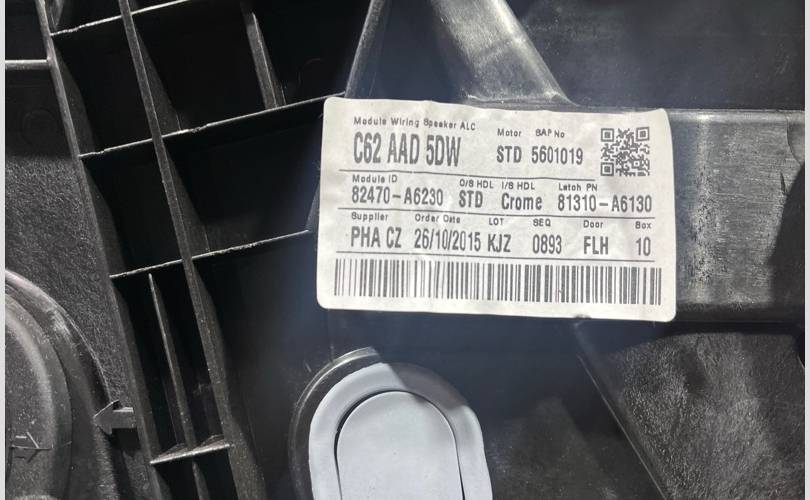 Module Wiring Speaker ALC Motor SAP No
C62 AAD 5DW STD 5601019
Module ID O/S HDL I/S HDL Latch PN
82470-A6230 STD Crome 81310-A6130
Supplier Order Date LOT SEQ Door Box
PHA CZ 26/10/2015 KJZ 0893 FLH 10